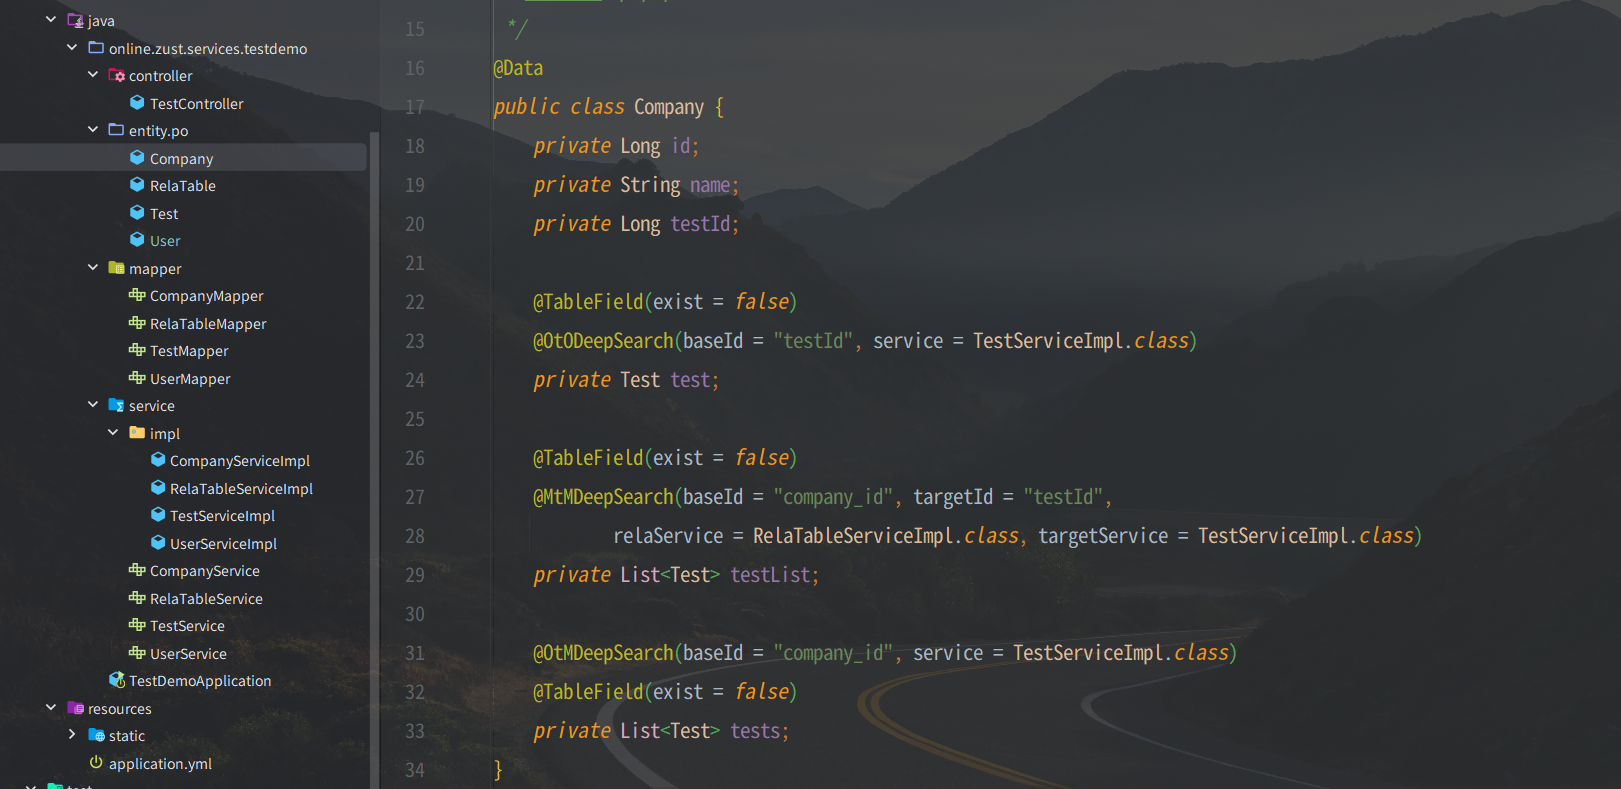 java
online.zust.services.testdemo
controller
TestController
entity.po
Company
RelaTable
Test
User
mapper
CompanyMapper
RelaTableMapper
TestMapper
UserMapper
service
impl
CompanyServiceImpl
RelaTableServiceImpl
TestServiceImpl
UserServiceImpl
CompanyService
RelaTableService
TestService
UserService
TestDemoApplication
resources
static
application.yml
15 */
16 @Data
17 public class Company {
18 private Long id;
19 private String name;
20 private Long testId;
21
22 @TableField(exist = false)
23 @OtODeepSearch(baseId = "testId", service = TestServiceImpl.class)
24 private Test test;
25
26 @TableField(exist = false)
27 @MtMDeepSearch(baseId = "company_id", targetId = "testId",
28 relaService = RelaTableServiceImpl.class, targetService = TestServiceImpl.class)
29 private List<Test> testList;
30
31 @OtMDeepSearch(baseId = "company_id", service = TestServiceImpl.class)
32 @TableField(exist = false)
33 private List<Test> tests;
34 }